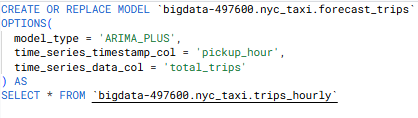 CREATE OR REPLACE MODEL `bigdata-497600.nyc_taxi.forecast_trips`
OPTIONS(
  model_type = 'ARIMA_PLUS',
  time_series_timestamp_col = 'pickup_hour',
  time_series_data_col = 'total_trips'
) AS
SELECT * FROM `bigdata-497600.nyc_taxi.trips_hourly`